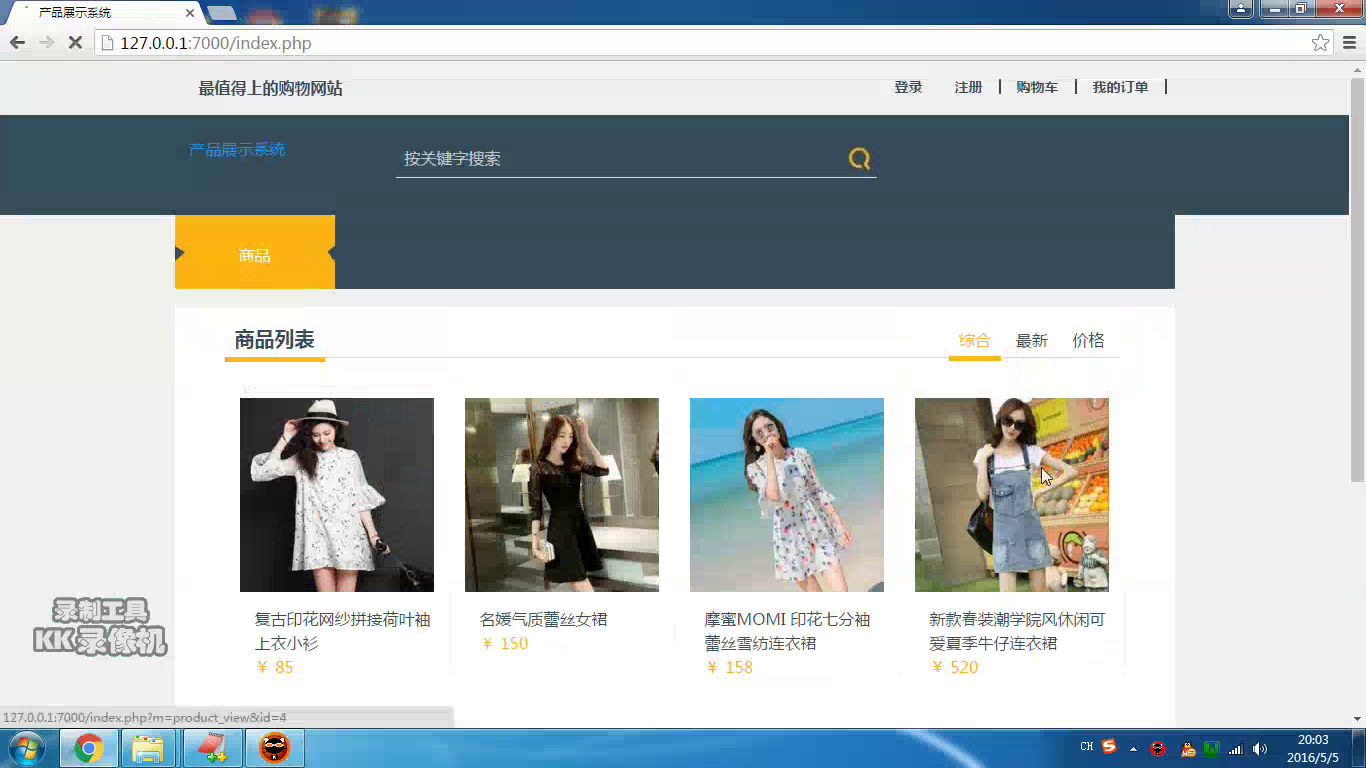 产品展示系统
127.0.0.1:7000/index.php
最值得上的购物网站
登录 注册 购物车 我的订单
产品展示系统
按关键字搜索
商品
商品列表
综合 最新 价格
复古印花网纱拼接荷叶袖
上衣小衫
¥ 85
名媛气质蕾丝女裙
¥ 150
摩蜜MOMI 印花七分袖
蕾丝雪纺连衣裙
¥ 158
新款春装潮学院风休闲可
爱夏季牛仔连衣裙
¥ 520
录制工具
KK录像机
127.0.0.1:7000/index.php?m=product_view&id=4
CH
20:03
2016/5/5